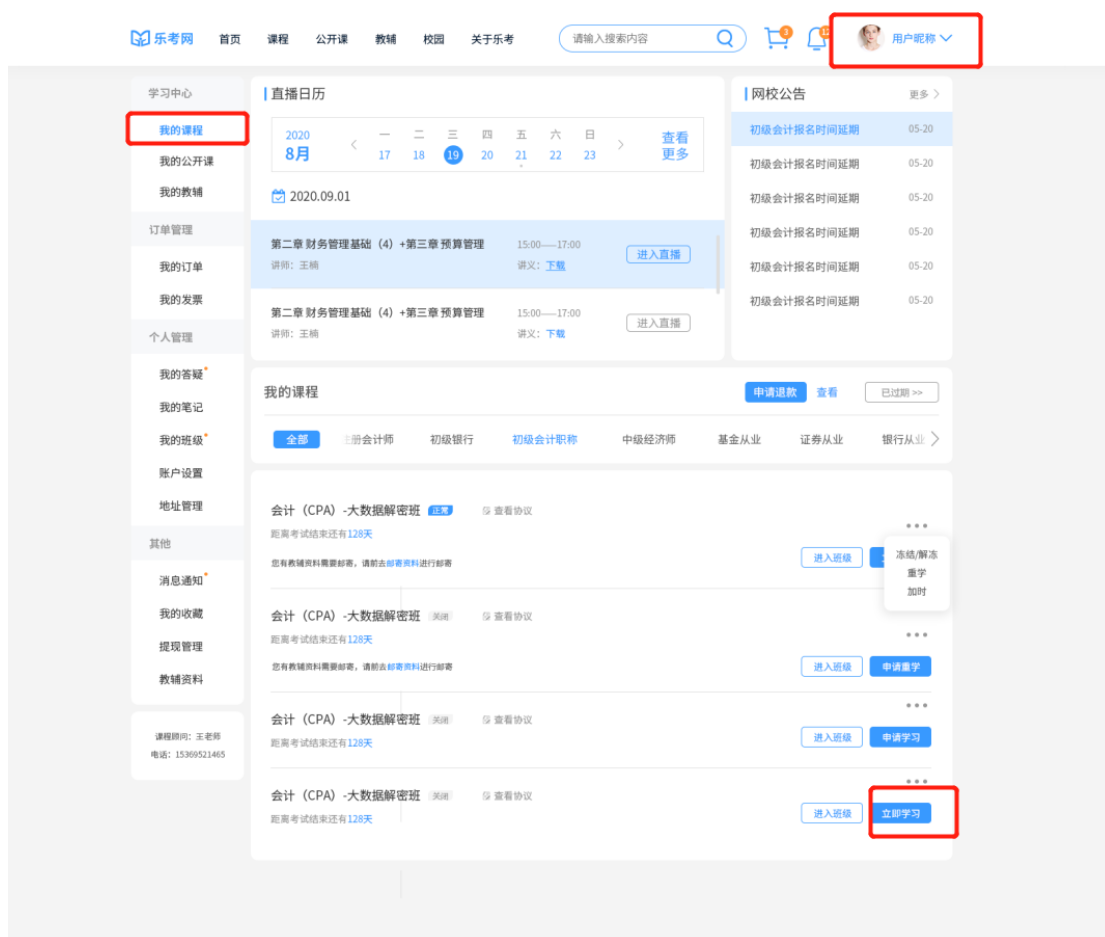 乐考网 首页 课程 公开课 教辅 校园 关于乐考 请输入搜索内容 用户昵称
学习中心
我的课程
我的公开课
我的教辅
订单管理
我的订单
我的发票
个人管理
我的答疑
我的笔记
我的班级
账户设置
地址管理
其他
消息通知
我的收藏
提现管理
教辅资料
课程顾问：王老师
电话：15369521465
直播日历
2020 一 二 三 四 五 六 日 查看
8月 17 18 19 20 21 22 23 更多
2020.09.01
第二章 财务管理基础（4）+第三章 预算管理 15:00——17:00 进入直播
讲师：王楠 讲义：下载
第二章 财务管理基础（4）+第三章 预算管理 15:00——17:00 进入直播
讲师：王楠 讲义：下载
网校公告 更多
初级会计报名时间延期 05-20
初级会计报名时间延期 05-20
初级会计报名时间延期 05-20
初级会计报名时间延期 05-20
初级会计报名时间延期 05-20
初级会计报名时间延期 05-20
我的课程 申请退款 查看 已过期 >>
全部 册会计师 初级银行 初级会计职称 中级经济师 基金从业 证券从业 银行从业
会计（CPA）-大数据解密班 正常 查看协议
距离考试结束还有128天
您有教辅资料需要邮寄，请前去邮寄资料进行邮寄 进入班级
冻结/解冻
重学
加时
会计（CPA）-大数据解密班 关闭 查看协议
距离考试结束还有128天
您有教辅资料需要邮寄，请前去邮寄资料进行邮寄 进入班级 申请重学
会计（CPA）-大数据解密班 关闭 查看协议
距离考试结束还有128天 进入班级 申请学习
会计（CPA）-大数据解密班 关闭 查看协议
距离考试结束还有128天 进入班级 立即学习